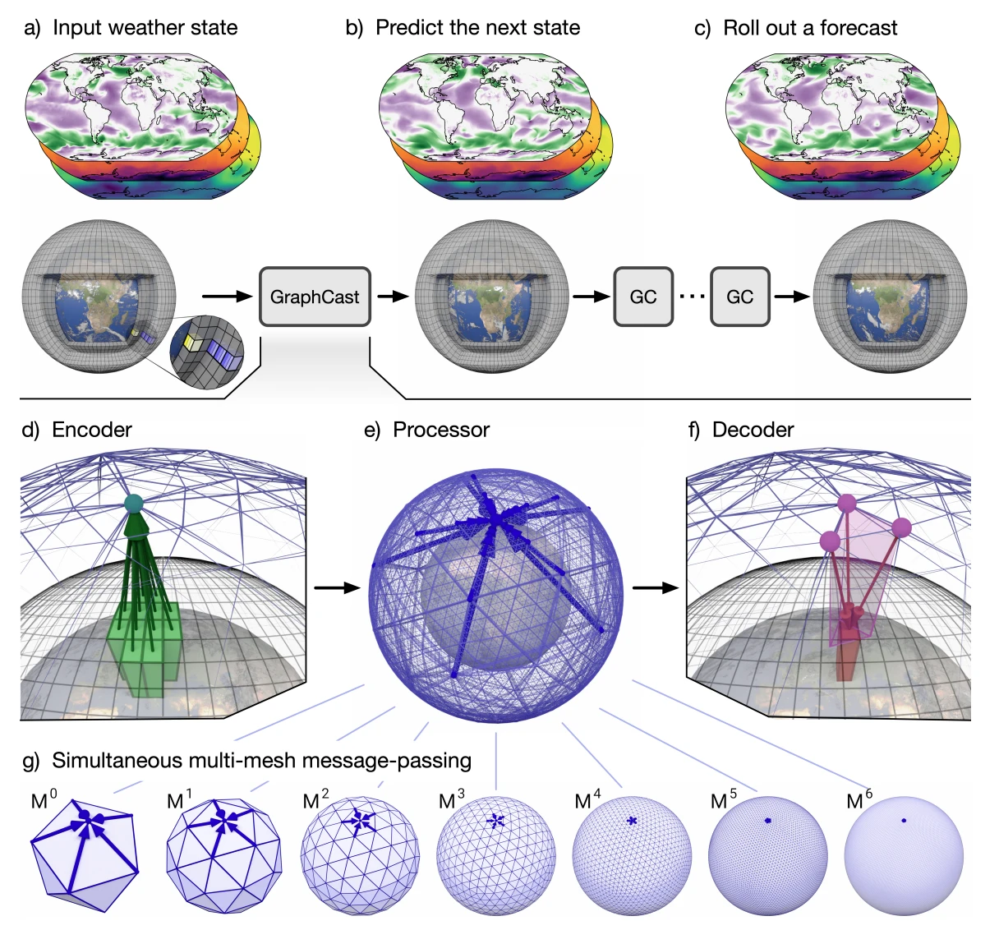 a) Input weather state
b) Predict the next state
c) Roll out a forecast
GraphCast
GC
...
GC
d) Encoder
e) Processor
f) Decoder
g) Simultaneous multi-mesh message-passing
M⁰
M¹
M²
M³
M⁴
M⁵
M⁶